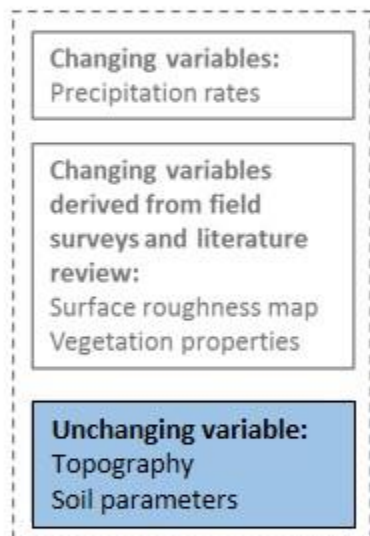 Changing variables:
Precipitation rates
Changing variables
derived from field
surveys and literature
review:
Surface roughness map
Vegetation properties
Unchanging variable:
Topography
Soil parameters